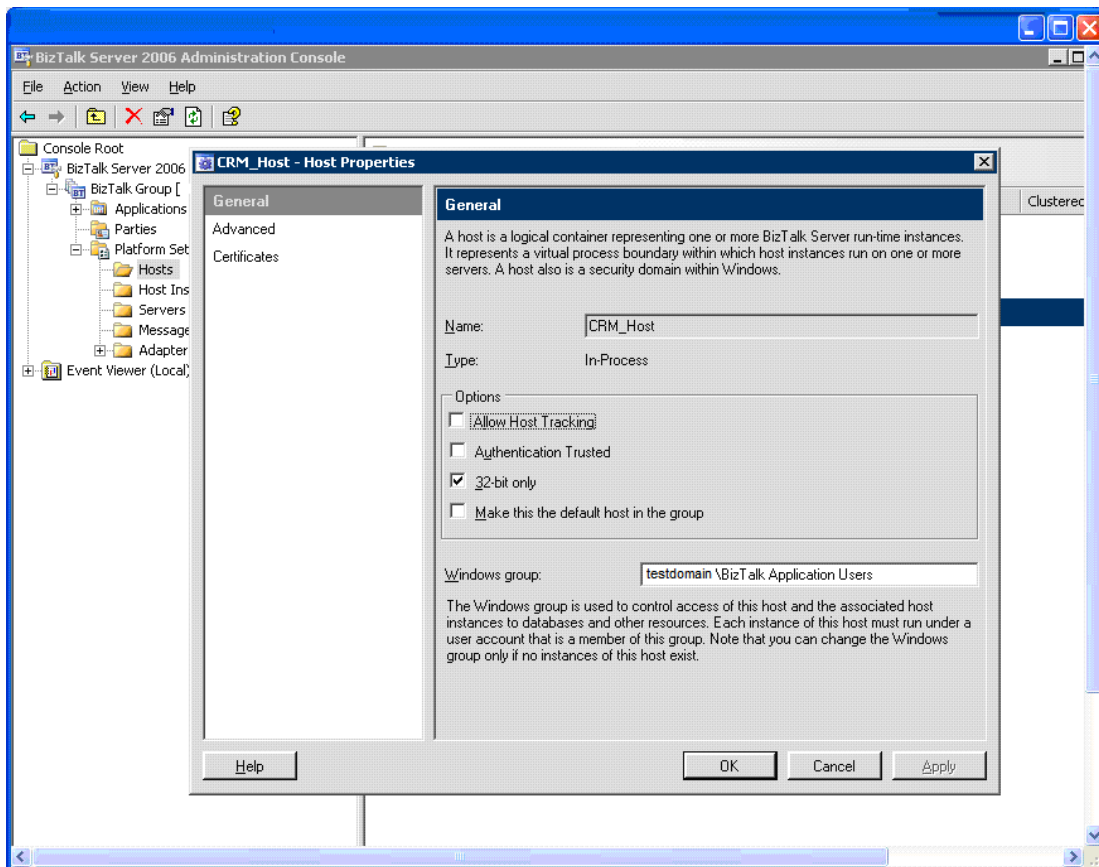 BizTalk Server 2006 Administration Console
File Action View Help
Console Root
BizTalk Server 2006
BizTalk Group [
Applications
Parties
Platform Set
Hosts
Host Ins
Servers
Message
Adapter
Event Viewer (Local)
Clustered
CRM_Host - Host Properties
General
Advanced
Certificates
General
A host is a logical container representing one or more BizTalk Server run-time instances.
It represents a virtual process boundary within which host instances run on one or more
servers. A host also is a security domain within Windows.
Name: CRM_Host
Type: In-Process
Options
Allow Host Tracking
Authentication Trusted
32-bit only
Make this the default host in the group
Windows group: testdomain \BizTalk Application Users
The Windows group is used to control access of this host and the associated host
instances to databases and other resources. Each instance of this host must run under a
user account that is a member of this group. Note that you can change the Windows
group only if no instances of this host exist.
Help OK Cancel Apply